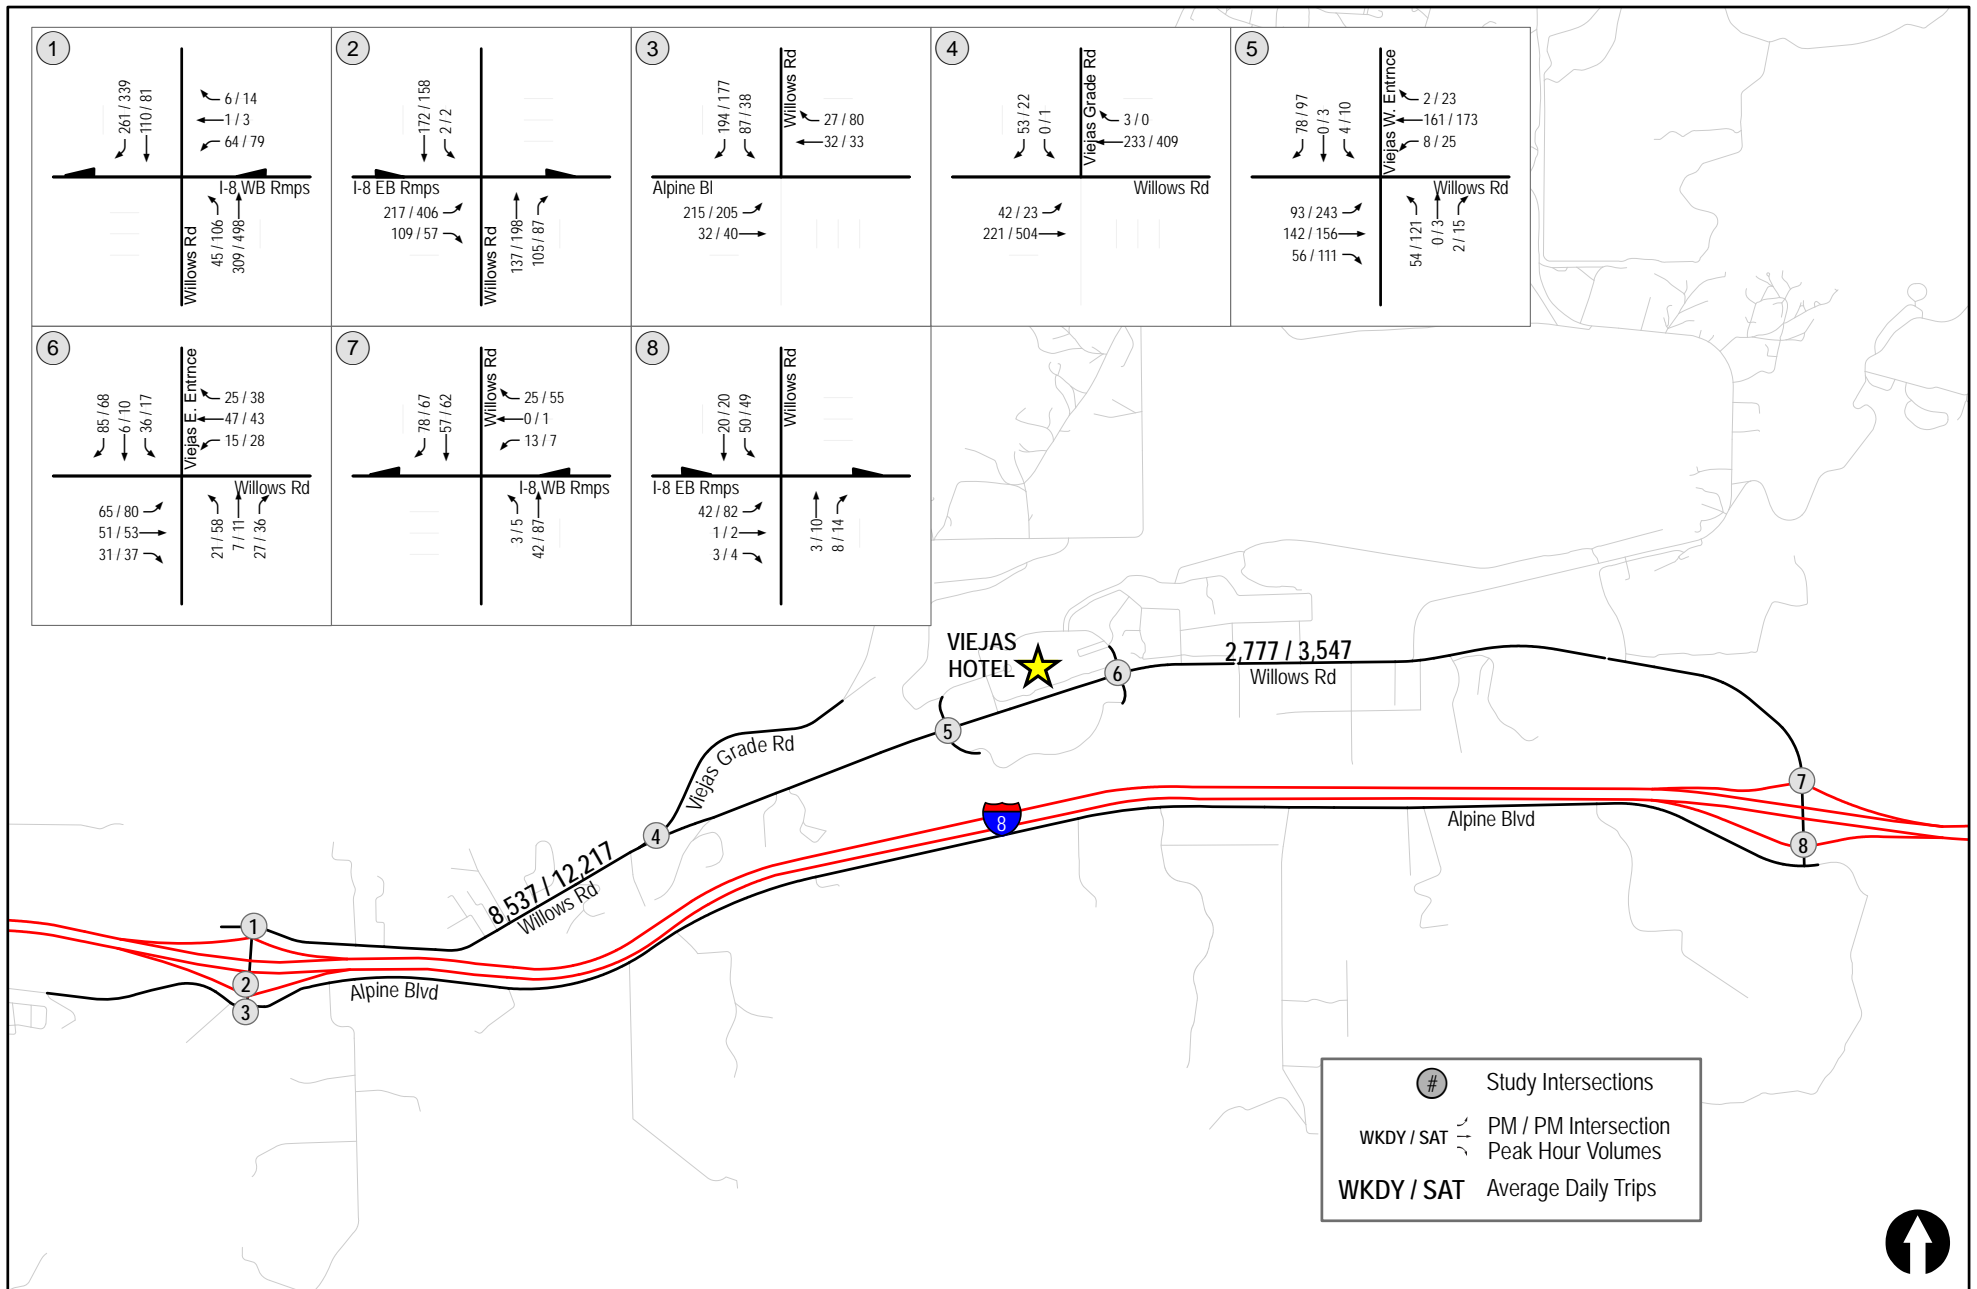 1
261 / 339
110 / 81
6 / 14
1 / 3
64 / 79
I-8 WB Rmps
Willows Rd
45 / 106
309 / 498
2
172 / 158
2 / 2
I-8 EB Rmps
217 / 406
109 / 57
Willows Rd
137 / 198
105 / 87
3
194 / 177
87 / 38
Willows Rd
27 / 80
32 / 33
Alpine Bl
215 / 205
32 / 40
4
53 / 22
0 / 1
Viejas Grade Rd
3 / 0
233 / 409
Willows Rd
42 / 23
221 / 504
5
78 / 97
0 / 3
4 / 10
Viejas W. Entrnce
2 / 23
161 / 173
8 / 25
Willows Rd
93 / 243
142 / 156
56 / 111
54 / 121
0 / 3
2 / 15
6
85 / 68
6 / 10
36 / 17
Viejas E. Entrnce
25 / 38
47 / 43
15 / 28
Willows Rd
65 / 80
51 / 53
31 / 37
21 / 58
7 / 11
27 / 36
7
78 / 67
57 / 62
Willows Rd
25 / 55
0 / 1
13 / 7
I-8 WB Rmps
3 / 5
42 / 87
8
20 / 20
50 / 49
Willows Rd
I-8 EB Rmps
42 / 82
1 / 2
3 / 4
3 / 10
8 / 14
VIEJAS
HOTEL
6
2,777 / 3,547
Willows Rd
5
Viejas Grade Rd
7
8
Alpine Blvd
4
8
8,537 / 12,217
Willows Rd
1
2
Alpine Blvd
3
# Study Intersections
WKDY / SAT PM / PM Intersection
Peak Hour Volumes
WKDY / SAT Average Daily Trips